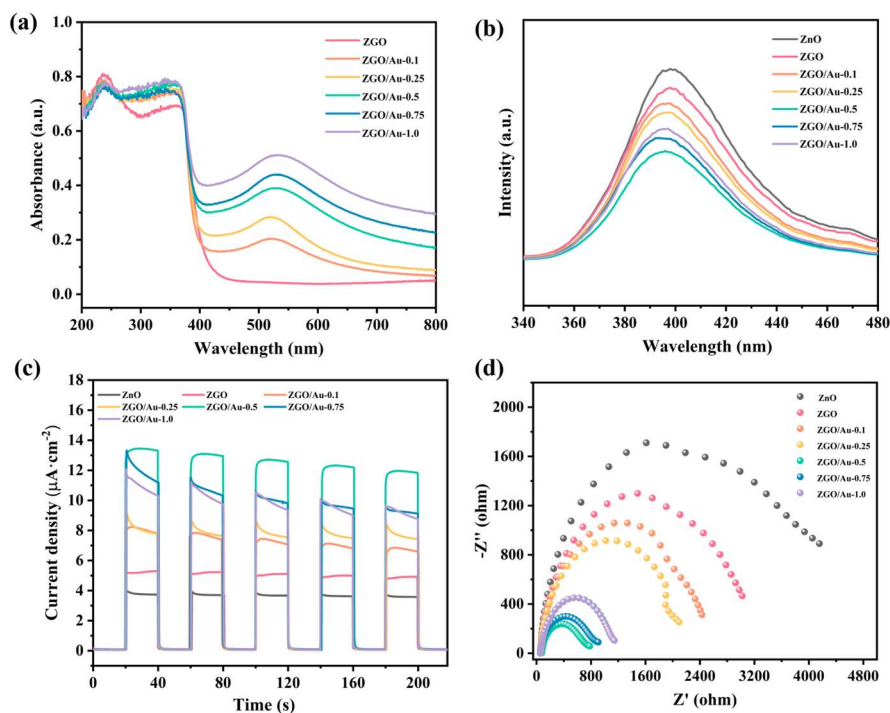 (a)
1.0
0.8
0.6
0.4
0.2
0.0
Absorbance (a.u.)
ZGO
ZGO/Au-0.1
ZGO/Au-0.25
ZGO/Au-0.5
ZGO/Au-0.75
ZGO/Au-1.0
200 300 400 500 600 700 800
Wavelength (nm)
(b)
Intensity (a.u.)
ZnO
ZGO
ZGO/Au-0.1
ZGO/Au-0.25
ZGO/Au-0.5
ZGO/Au-0.75
ZGO/Au-1.0
340 360 380 400 420 440 460 480
Wavelength (nm)
(c)
18
16
14
12
10
8
6
4
2
0
Current density (μA·cm⁻²)
ZnO ZGO ZGO/Au-0.1
ZGO/Au-0.25 ZGO/Au-0.5 ZGO/Au-0.75
ZGO/Au-1.0
0 40 80 120 160 200
Time (s)
(d)
2000
1600
1200
800
400
0
-Z'' (ohm)
ZnO
ZGO
ZGO/Au-0.1
ZGO/Au-0.25
ZGO/Au-0.5
ZGO/Au-0.75
ZGO/Au-1.0
0 800 1600 2400 3200 4000 4800
Z' (ohm)